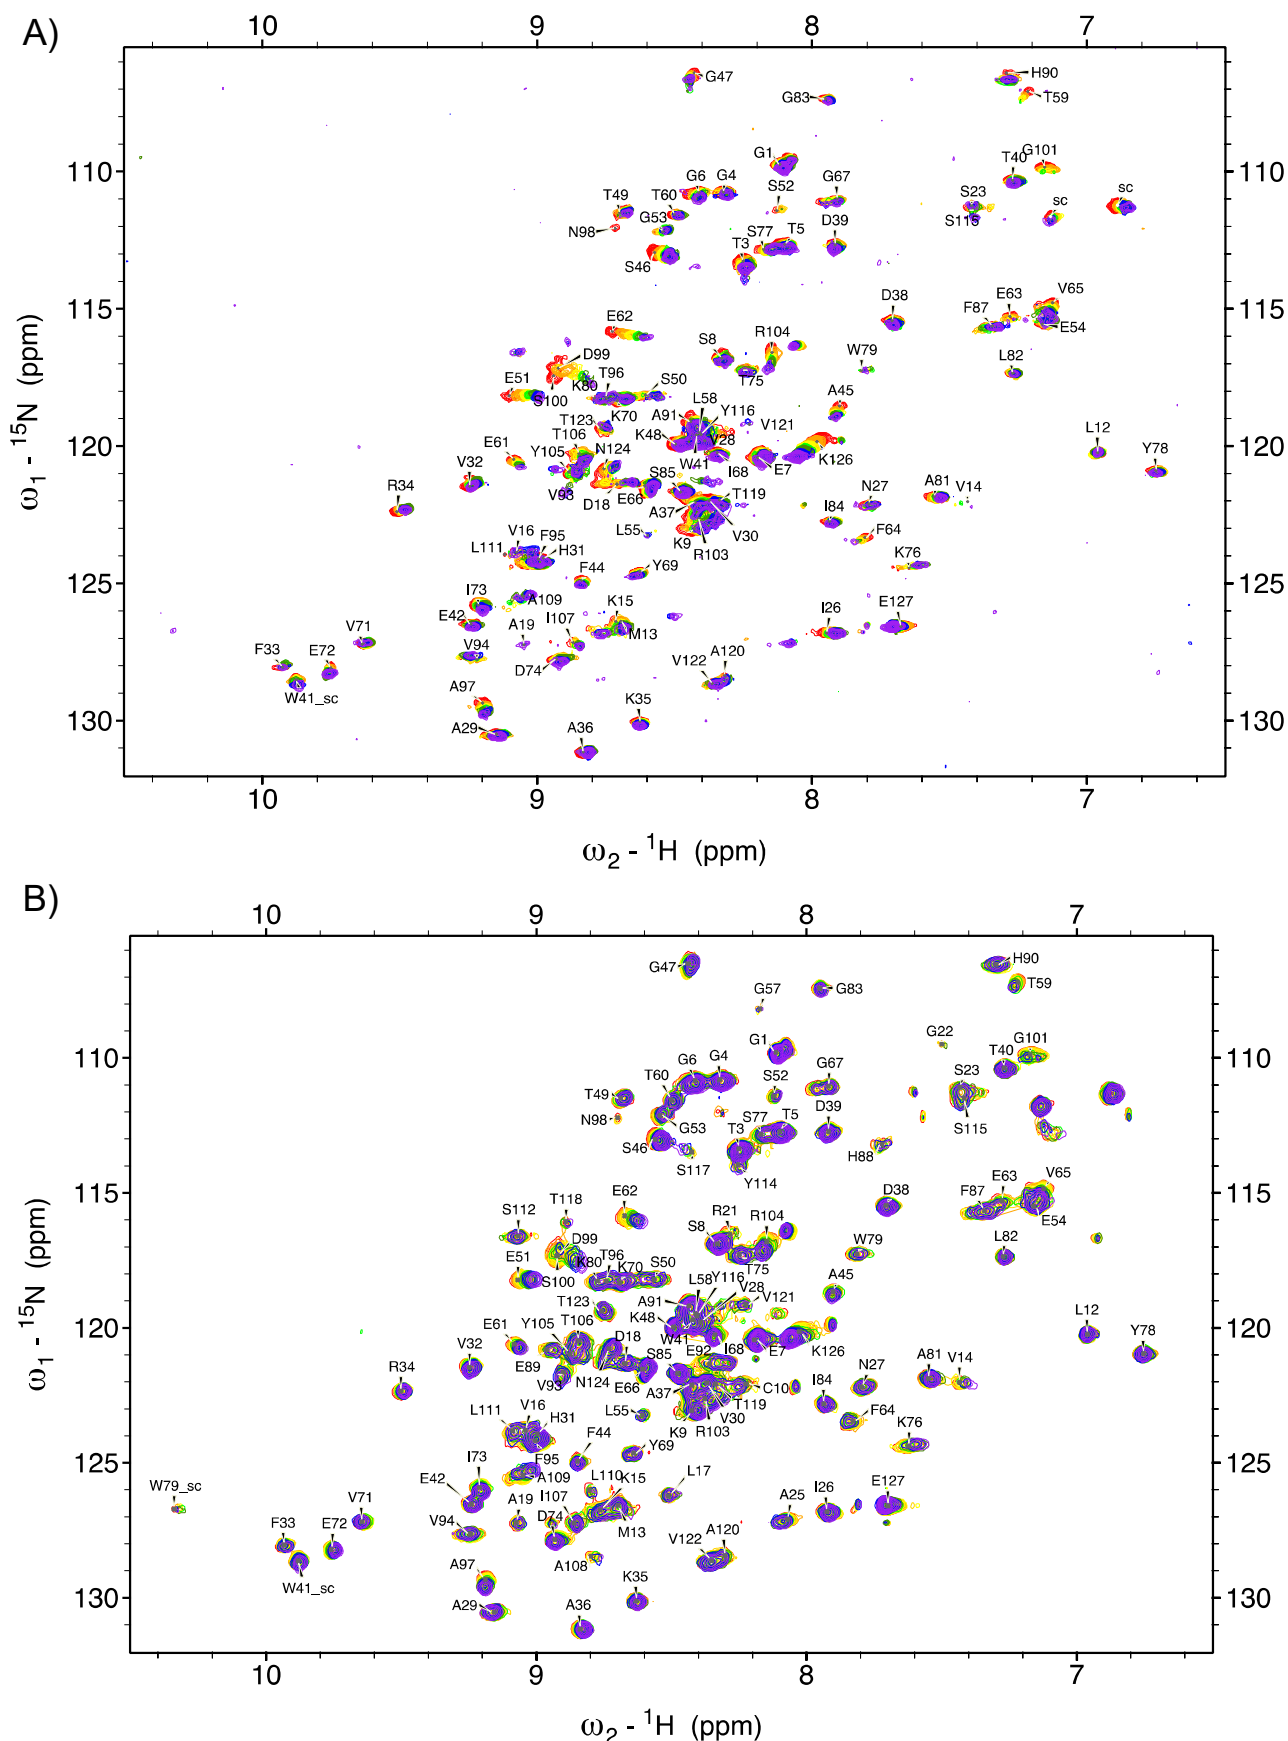 A)
10 9 8 7
G47 H90
G83 T59
110 G1 T40 G101 110
G6 G4 S52 G67 S23 sc sc
T49 T60
N98 G53 S77 T5 D39 S115
S46 T3
115 E62 D38 F87 E63 V65 115
D99 S8 R104 E54
E51 K80 T96 S50 T75 W79 L82
S100 A45
T123 K70 A91 L58 Y116
120 T106 K48 V28 V121 L12 120
E61 Y105 N124 W41 I68 E7 K126 Y78
V32 S85
R34 V93 D18 E66 A37 T119 N27 A81 V14
V16 F95 L55 K9 V30 I84 F64
L111 H31 R103
125 F44 Y69 K76 125
I73 A109 K15
E42 A19 I107 I26 E127
V71 M13
F33 E72 V94 D74 V122 A120
W41_sc
A97 K35
130 A29 A36 130
10 9 8 7
ω1 - 15N (ppm)
ω2 - 1H (ppm)
B)
10 9 8 7
G47 H90
G57 G83 T59
G22
110 G1 T40 G101 110
G6 G4 G67
T60 S52 S23
T49
N98 G53 S77 T5 D39 S115
S46 T3 H88
S117
115 Y114 D38 F87 E63 V65 115
T118 E62 R21 R104 E54
S112 S8
D99 W79 L82
E51 K80 T96 K70 S50 T75
S100 L58 Y116 A45
T123 A91 V28 V121
120 T106 K48 L12 120
E61 Y105 D18 W41 E92 I68 E7 K126 Y78
V32 E89 S85
R34 V93 N124 E66 A37 C10 I84 N27 A81 V14
V16 T119
L111 H31 L55 K9 V30 F64
R103
F44 K76
125 I73 F95 Y69 125
A109 L110 K15 L17
W79_sc E42 A19 I107 A25 I26 E127
V71
F33 E72 V94 D74 M13 V122 A120
A108
W41_sc A97 K35
130 A29 A36 130
10 9 8 7
ω1 - 15N (ppm)
ω2 - 1H (ppm)